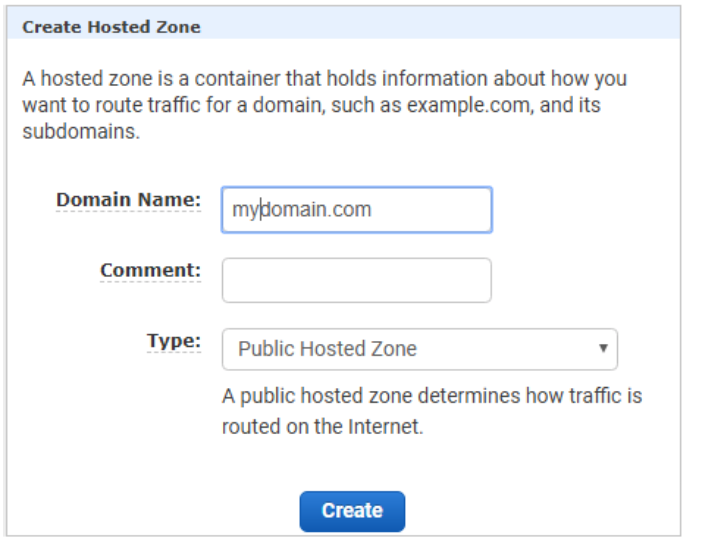 Create Hosted Zone
A hosted zone is a container that holds information about how you
want to route traffic for a domain, such as example.com, and its
subdomains.
Domain Name: mydomain.com
Comment:
Type: Public Hosted Zone
A public hosted zone determines how traffic is
routed on the Internet.
Create